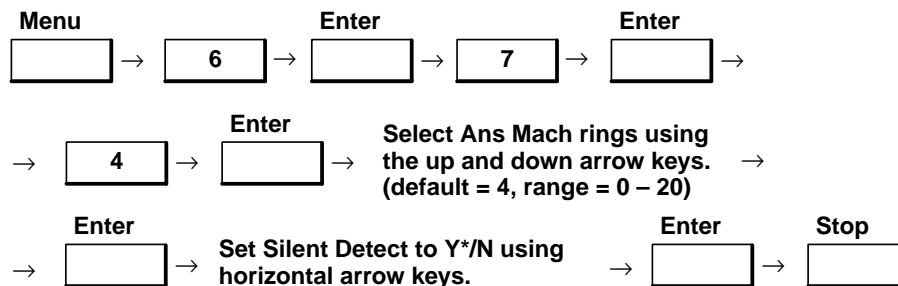 Menu Enter Enter
→ 6 → → 7 → →
Enter
→ 4 → → Select Ans Mach rings using
the up and down arrow keys. →
(default = 4, range = 0 – 20)
Enter Enter Stop
→ → Set Silent Detect to Y*/N using
horizontal arrow keys. → →